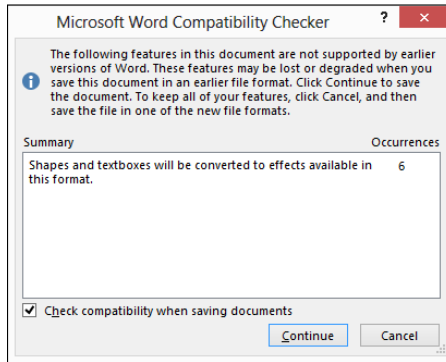 Microsoft Word Compatibility Checker ? ×
The following features in this document are not supported by earlier
versions of Word. These features may be lost or degraded when you
save this document in an earlier file format. Click Continue to save
the document. To keep all of your features, click Cancel, and then
save the file in one of the new file formats.
Summary Occurrences
Shapes and textboxes will be converted to effects available in 6
this format.
Check compatibility when saving documents
Continue Cancel